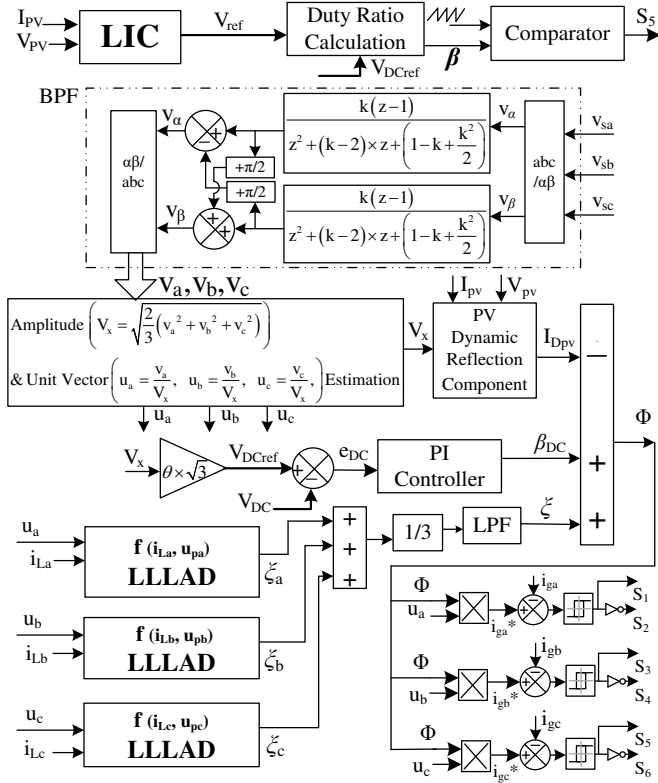 I_PV
V_PV
LIC
V_ref
Duty Ratio
Calculation
V_DCref
β
Comparator
S_5
BPF
αβ/
abc
V_α
V_β
− +
+ +
+π/2
+π/2
k(z−1)
z² + (k−2)×z + (1−k+k²/2)
k(z−1)
z² + (k−2)×z + (1−k+k²/2)
v_α
v_β
abc
/αβ
v_sa
v_sb
v_sc
V_a, V_b, V_c
Amplitude (V_x = √(2/3 (v_a² + v_b² + v_c²)))
& Unit Vector (u_a = v_a/V_x, u_b = v_b/V_x, u_c = v_c/V_x,) Estimation
u_a u_b u_c
V_x
I_pv V_pv
PV
Dynamic
Reflection
Component
I_Dpv
−
+
+
Φ
V_x
θ×√3
V_DCref
+ −
V_DC
e_DC
PI
Controller
β_DC
u_a
i_La
f (i_La, u_pa)
LLLAD
ξ_a
u_b
i_Lb
f (i_Lb, u_pb)
LLLAD
ξ_b
u_c
i_Lc
f (i_Lc, u_pc)
LLLAD
ξ_c
+
+
+
1/3
LPF
ξ
Φ
u_a
i_ga*
i_ga
+ −
S_1
S_2
Φ
u_b
i_gb*
i_gb
+ −
S_3
S_4
Φ
u_c
i_gc*
i_gc
+ −
S_5
S_6